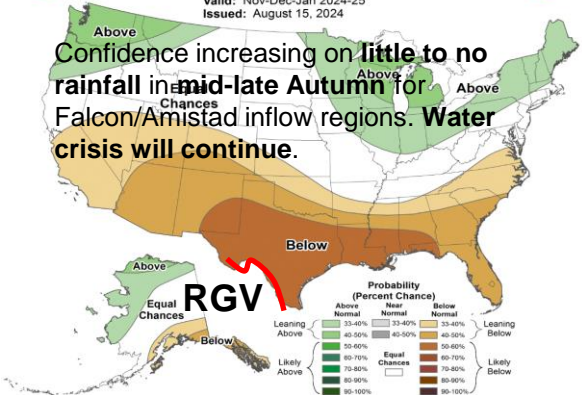 Valid: Nov-Dec-Jan 2024-25
Issued: August 15, 2024
Above
Confidence increasing on little to no
rainfall in mid-late Autumn for
Falcon/Amistad inflow regions. Water
crisis will continue.
Equal
Chances
Above
Above
Below
Above
Equal
Chances
Below
RGV
Probability
(Percent Chance)
Above
Normal
Near
Normal
Below
Normal
Leaning
Above
33-40%
33-40%
33-40%
Leaning
Below
40-50%
40-50%
40-50%
Likely
Above
50-60%
Equal
Chances
50-60%
Likely
Below
60-70%
60-70%
70-80%
70-80%
80-90%
80-90%
90-100%
90-100%